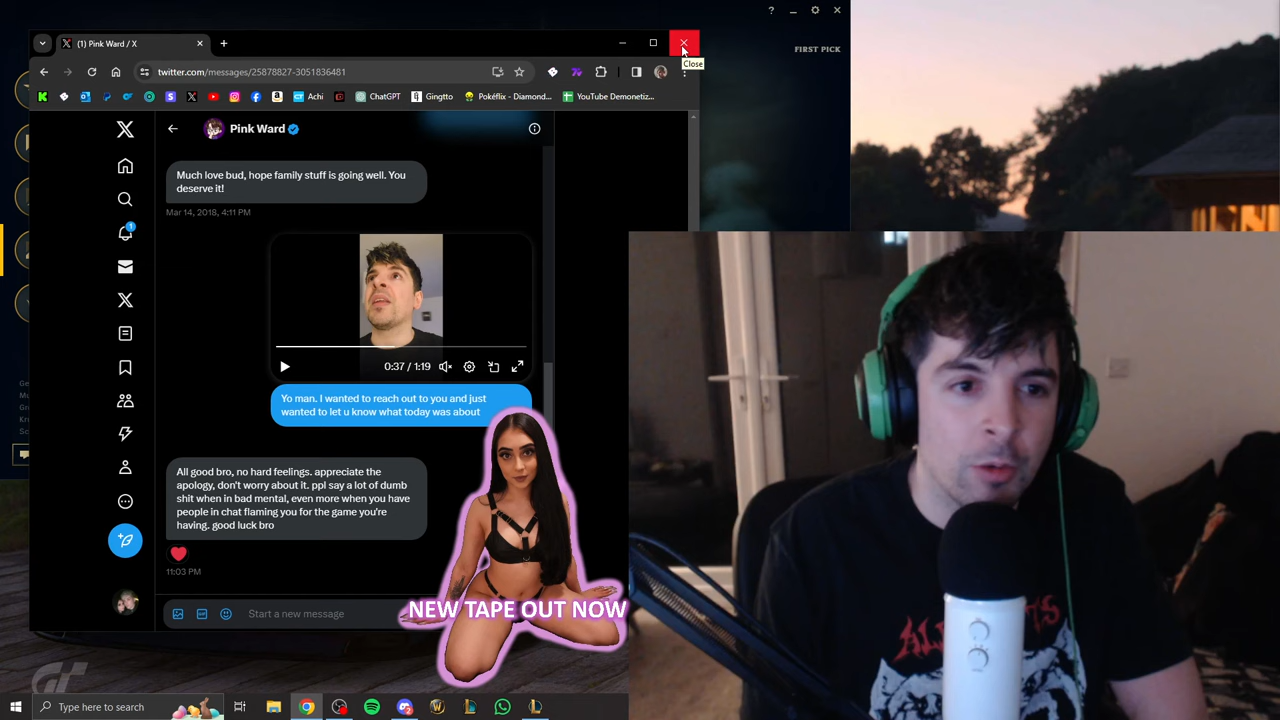 FIRST PICK
(1) Pink Ward / X
Close
twitter.com/messages/25878827-3051836481
Achi
ChatGPT
Gingtto
Pokéflix - Diamond...
YouTube Demonetiz...
Pink Ward
Much love bud, hope family stuff is going well. You
deserve it!
Mar 14, 2018, 4:11 PM
0:37 / 1:19
Yo man. I wanted to reach out to you and just
wanted to let u know what today was about
All good bro, no hard feelings. appreciate the
apology, don't worry about it. ppl say a lot of dumb
shit when in bad mental, even more when you have
people in chat flaming you for the game you're
having. good luck bro
11:03 PM
Start a new message
NEW TAPE OUT NOW
GT
Type here to search